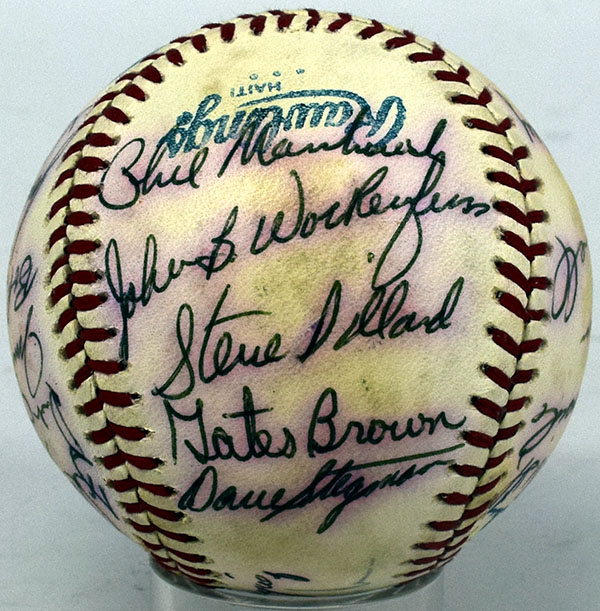 Rawlings
HAITI
Phil Mankowski
John B. Wockenfuss
Steve Dillard
Gates Brown
Dave Stegman